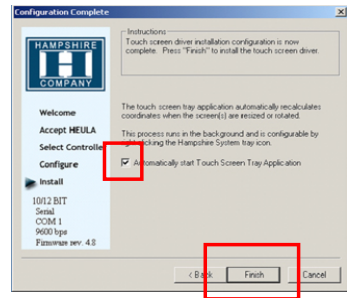 Configuration Complete
HAMPSHIRE
COMPANY
Welcome
Accept HEULA
Select Controlle
Configure
Install
10/12 BIT
Serial
COM 1
9600 bps
Firmware rev. 4.8
Instructions
Touch screen driver installation configuration is now
complete. Press "Finish" to install the touch screen driver.
The touch screen tray application automatically recalculates
coordinates when the screen(s) are resized or rotated.
This process runs in the background and is configurable by
right clicking the Hampshire System tray icon.
Automatically start Touch Screen Tray Application
< Back
Finish
Cancel